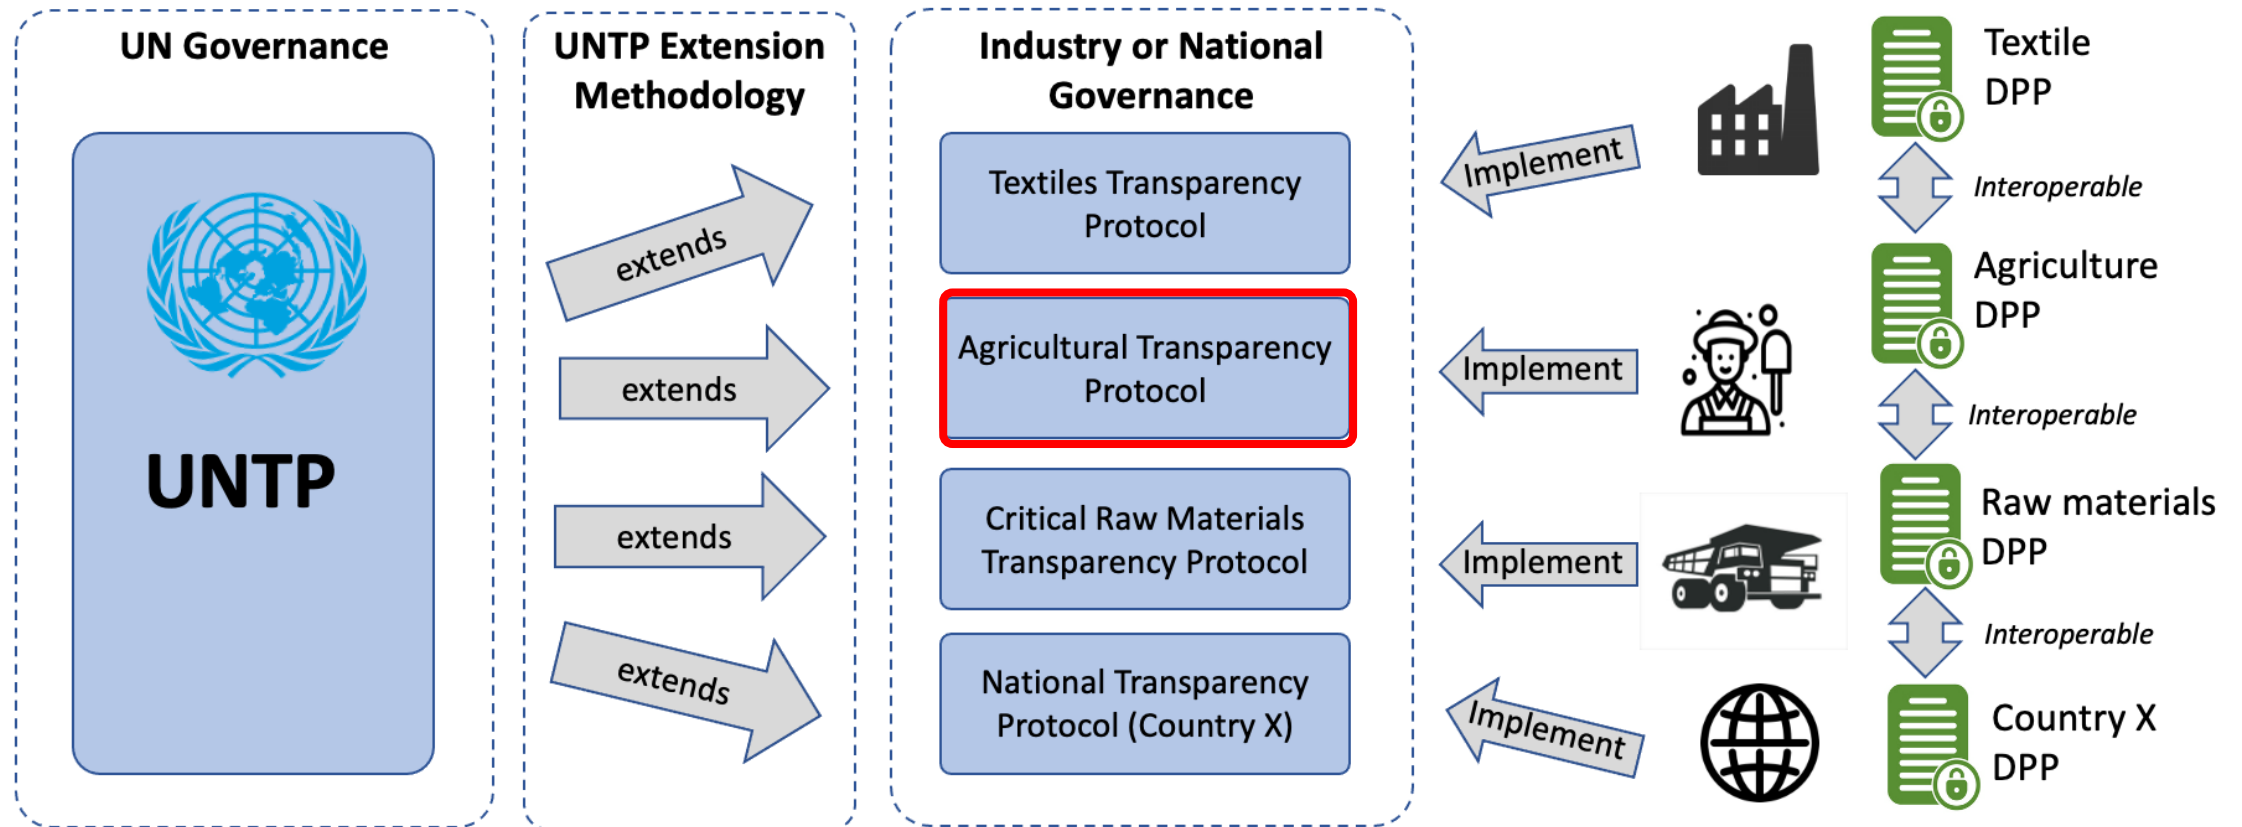 UN Governance
UNTP
UNTP Extension
Methodology
extends
extends
extends
extends
Industry or National
Governance
Textiles Transparency
Protocol
Agricultural Transparency
Protocol
Critical Raw Materials
Transparency Protocol
National Transparency
Protocol (Country X)
Implement
Implement
Implement
Implement
Textile
DPP
Interoperable
Agriculture
DPP
Interoperable
Raw materials
DPP
Interoperable
Country X
DPP